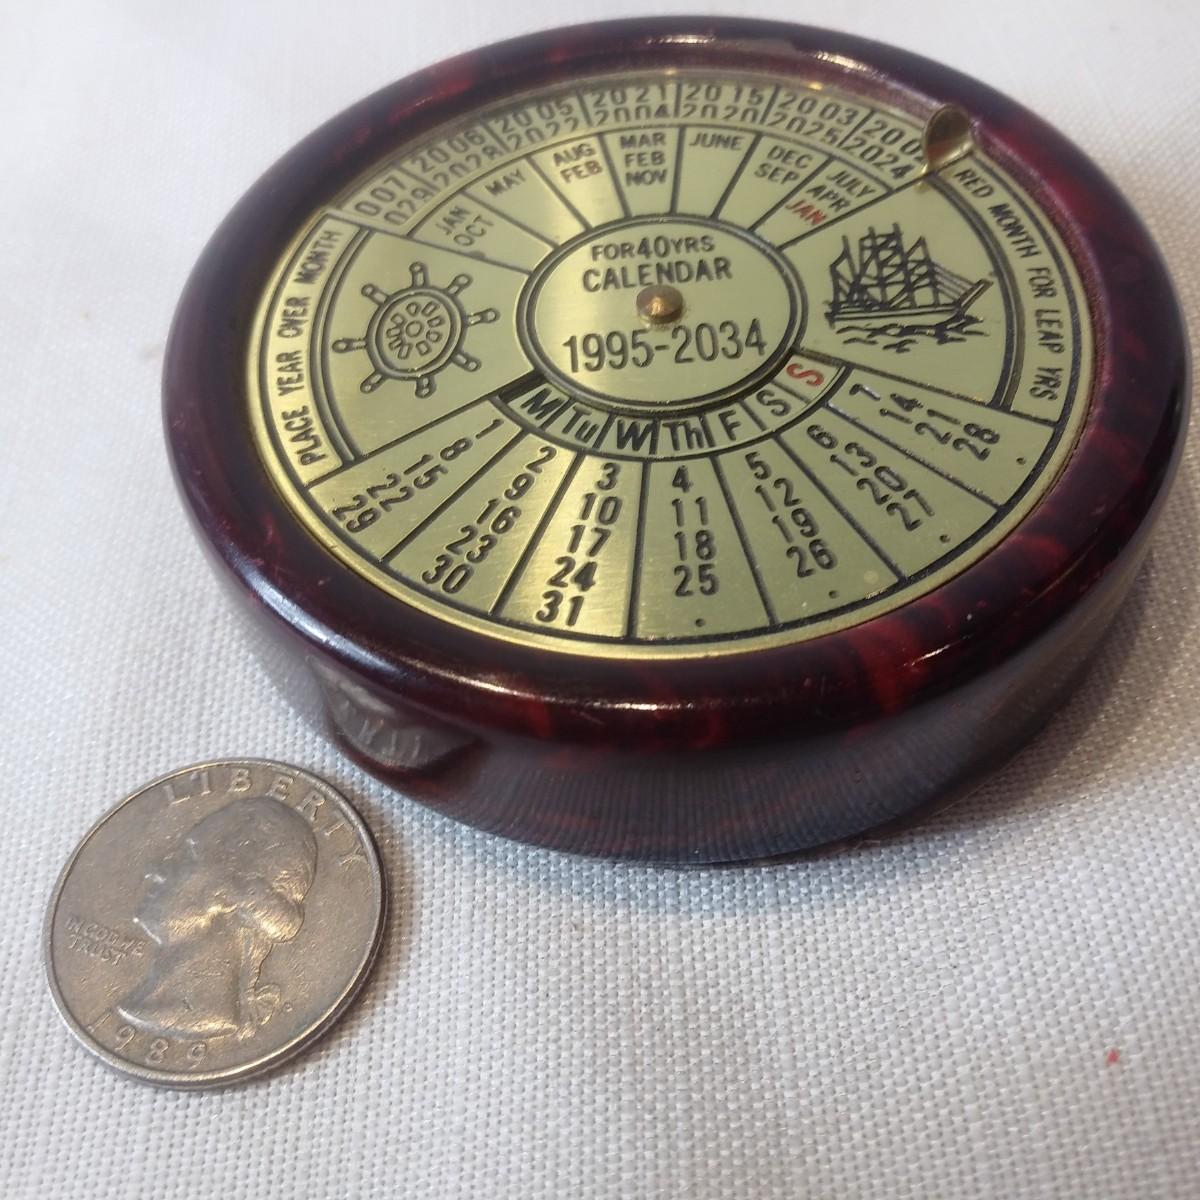 2007 2006 2005 2021 2015 2003
2028 2022 2004 2020 2025 2024
JAN
OCT
MAY
AUG
FEB
MAR
FEB
NOV
JUNE
DEC
SEP
JULY
APR
JAN
PLACE YEAR OVER MONTH
RED MONTH FOR LEAP YRS
FOR 40 YRS
CALENDAR
1995-2034
M Tu W Th F S S
1 2 3 4 5 6 7
8 9 10 11 12 13 14
15 16 17 18 19 20 21
22 23 24 25 26 27 28
29 30 31 . . . .
LIBERTY
IN GOD WE
TRUST
1989